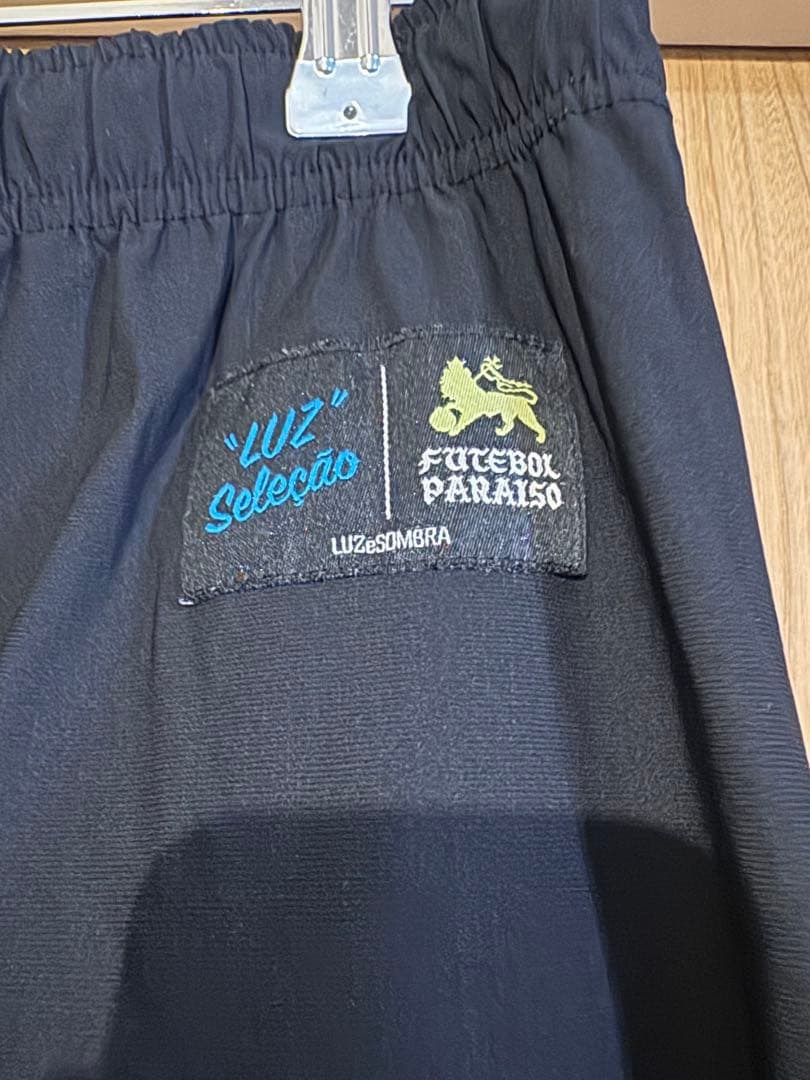 "LUZ"
Seleção
FUTEBOL
PARAISO
LUZeSOMBRA